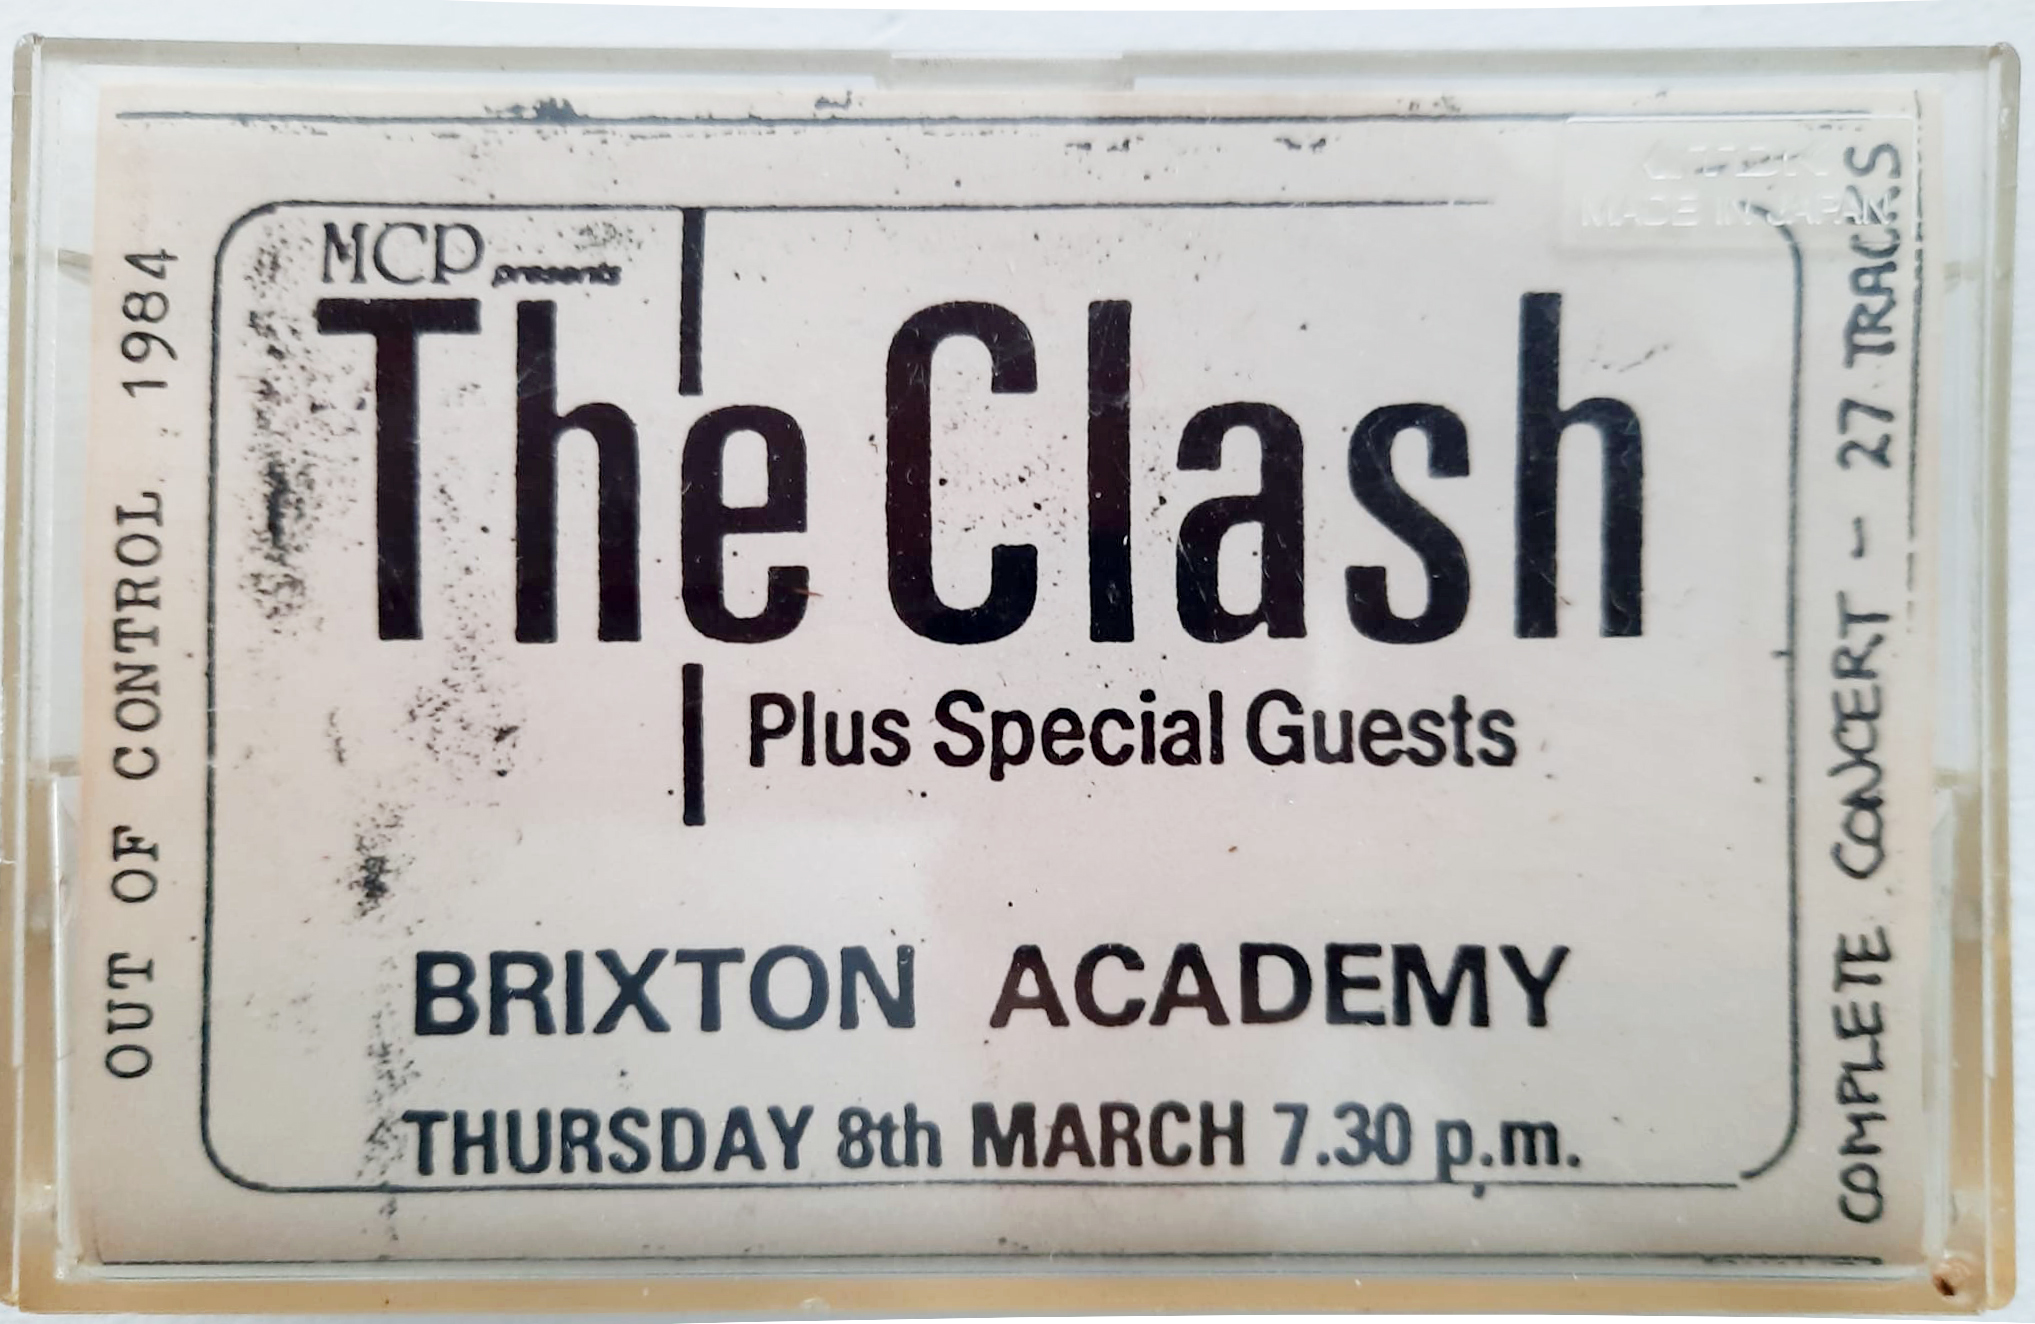 OUT OF CONTROL 1984
MCP presents
The Clash
Plus Special Guests
BRIXTON ACADEMY
THURSDAY 8th MARCH 7.30 p.m.
COMPLETE CONCERT - 27 TRACKS
TDK
MADE IN JAPAN